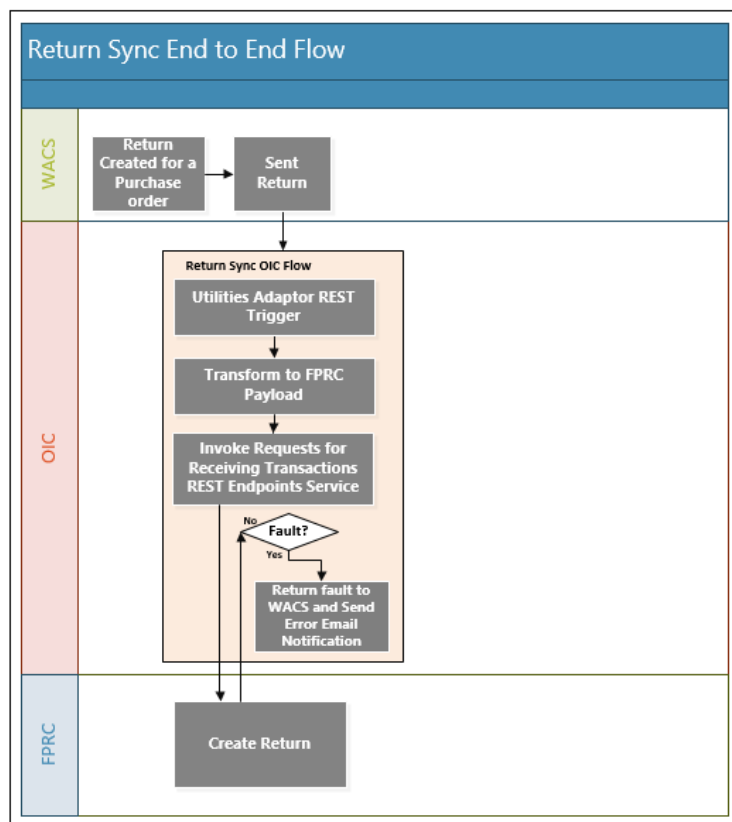 Return Sync End to End Flow
WACS
Return
Created for a
Purchase
order
Sent
Return
OIC
Return Sync OIC Flow
Utilities Adaptor REST
Trigger
Transform to FPRC
Payload
Invoke Requests for
Receiving Transactions
REST Endpoints Service
No
Fault?
Yes
Return fault to
WACS and Send
Error Email
Notification
FPRC
Create Return